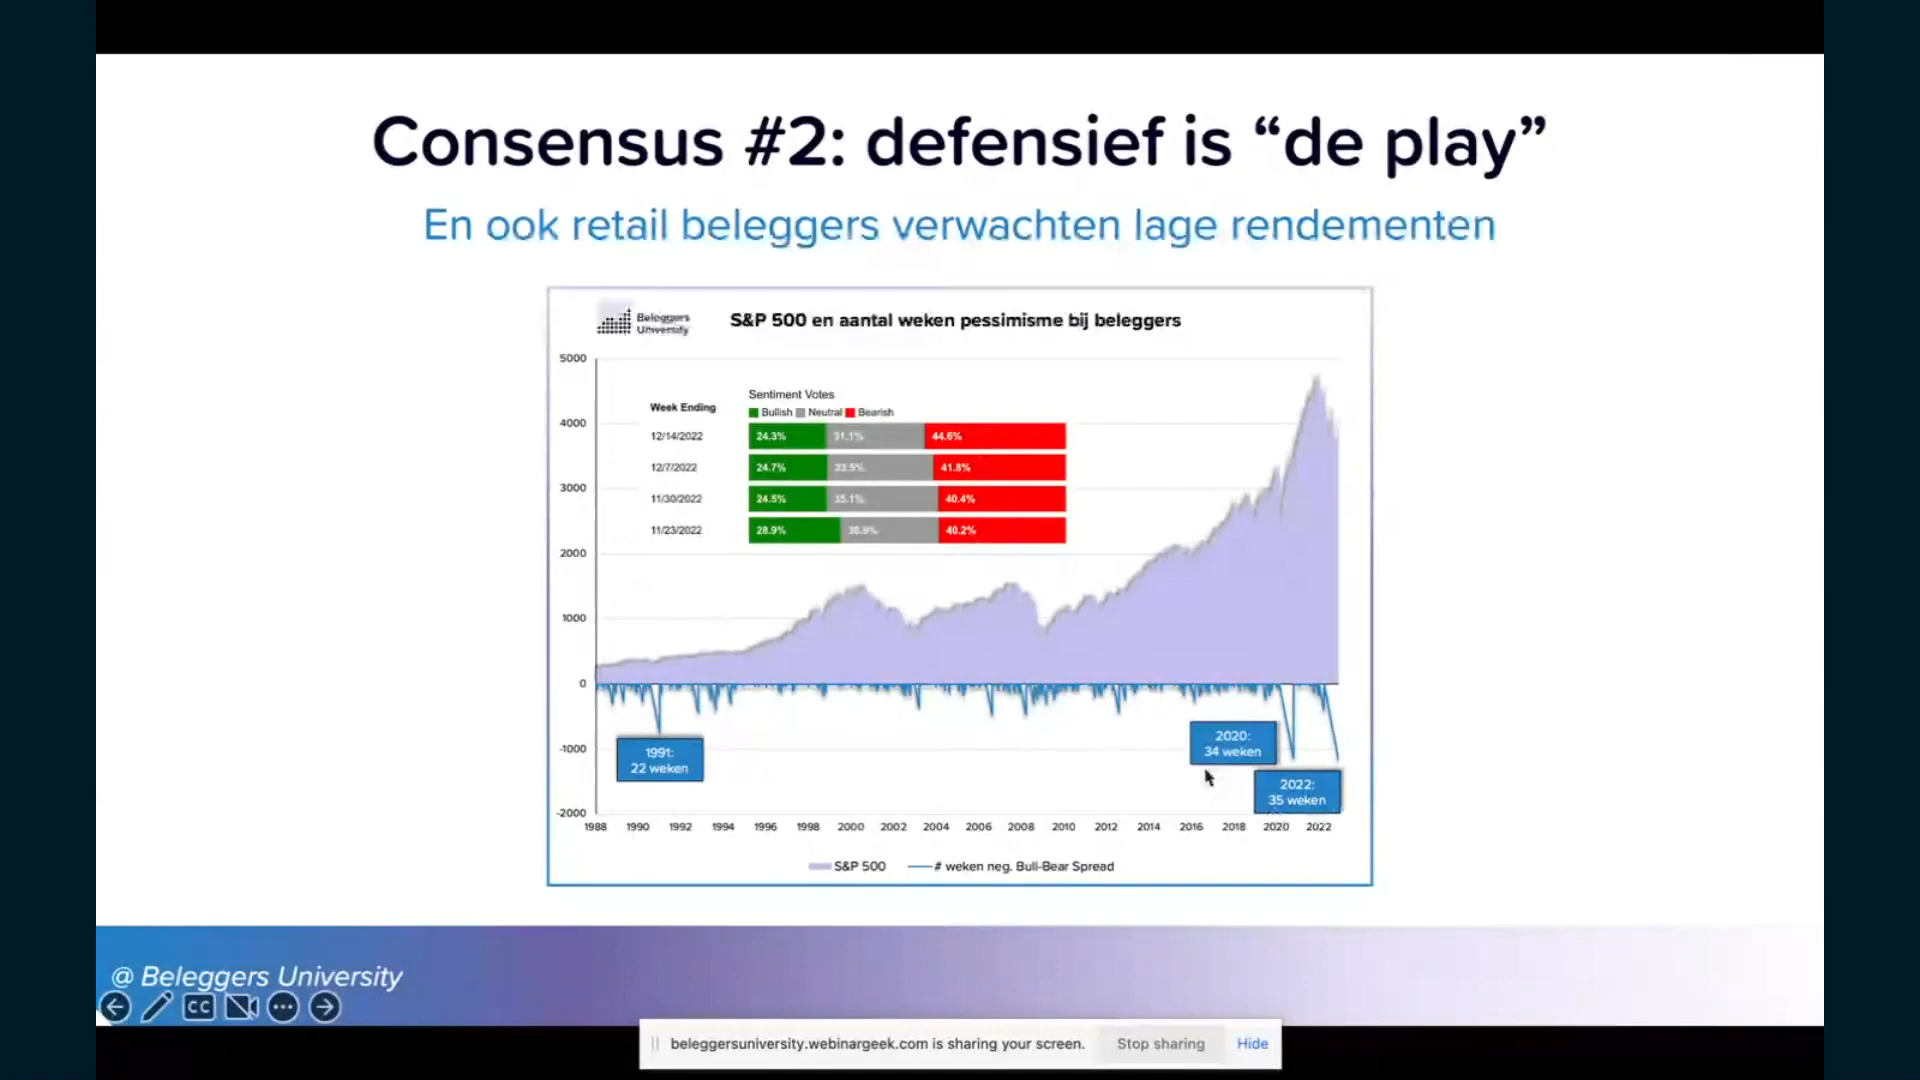 Consensus #2: defensief is “de play”
En ook retail beleggers verwachten lage rendementen
Beleggers
University
S&P 500 en aantal weken pessimisme bij beleggers
5000
4000
3000
2000
1000
0
-1000
-2000
Week Ending
Sentiment Votes
Bullish Neutral Bearish
12/14/2022 24.3% 31.1% 44.6%
12/7/2022 24.7% 33.5% 41.8%
11/30/2022 24.5% 35.1% 40.4%
11/23/2022 28.9% 30.9% 40.2%
1991:
22 weken
2020:
34 weken
2022:
35 weken
1988 1990 1992 1994 1996 1998 2000 2002 2004 2006 2008 2010 2012 2014 2016 2018 2020 2022
S&P 500 # weken neg. Bull-Bear Spread
@ Beleggers University
CC
beleggersuniversity.webinargeek.com is sharing your screen. Stop sharing Hide